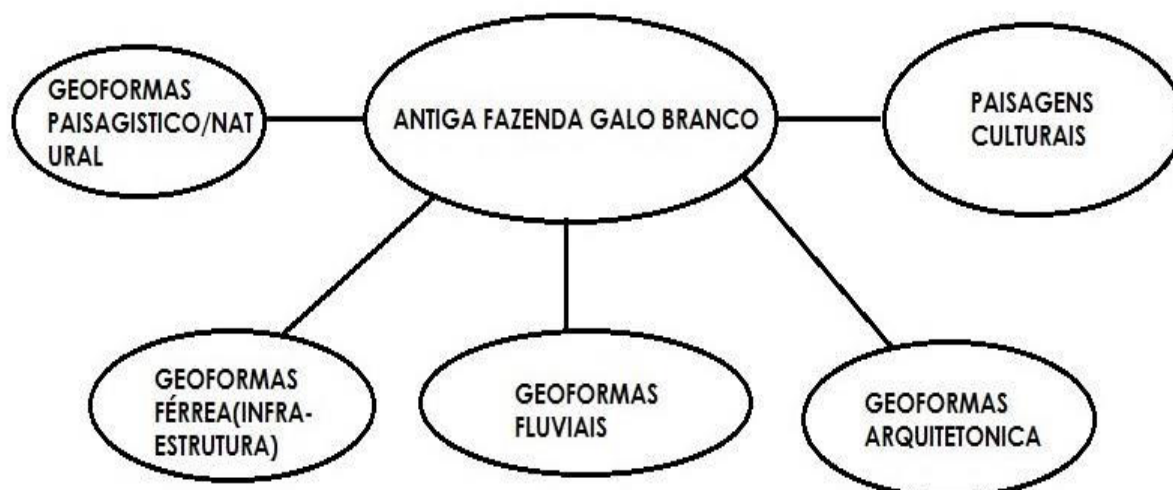 GEOFORMAS
PAISAGISTICO/NAT
URAL
ANTIGA FAZENDA GALO BRANCO
PAISAGENS
CULTURAIS
GEOFORMAS
FÉRREA(INFRA-
ESTRUTURA)
GEOFORMAS
FLUVIAIS
GEOFORMAS
ARQUITETONICA